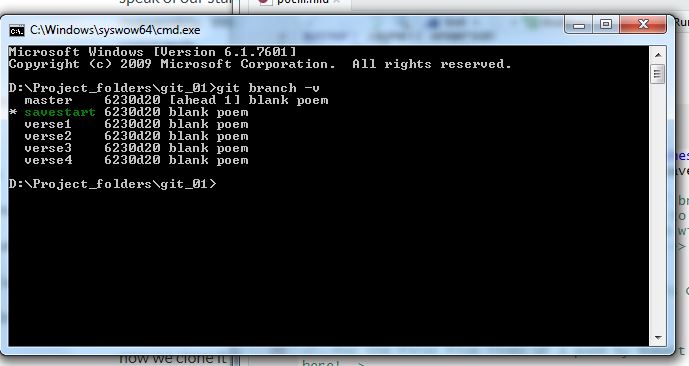 speak of our
poem.rmd
C:\Windows\syswow64\cmd.exe
Run
Microsoft Windows [Version 6.1.7601]
Copyright (c) 2009 Microsoft Corporation.  All rights reserved.
D:\Project_folders\git_01>git branch -v
  master    6230d20 [ahead 1] blank poem
* savestart 6230d20 blank poem
  verse1    6230d20 blank poem
  verse2    6230d20 blank poem
  verse3    6230d20 blank poem
  verse4    6230d20 blank poem
D:\Project_folders\git_01>
now we clone it
here!